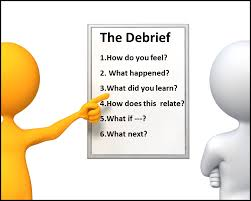 The Debrief
1.How do you feel?
2. What happened?
3.What did you learn?
4.How does this relate?
5.What if ---?
6.What next?